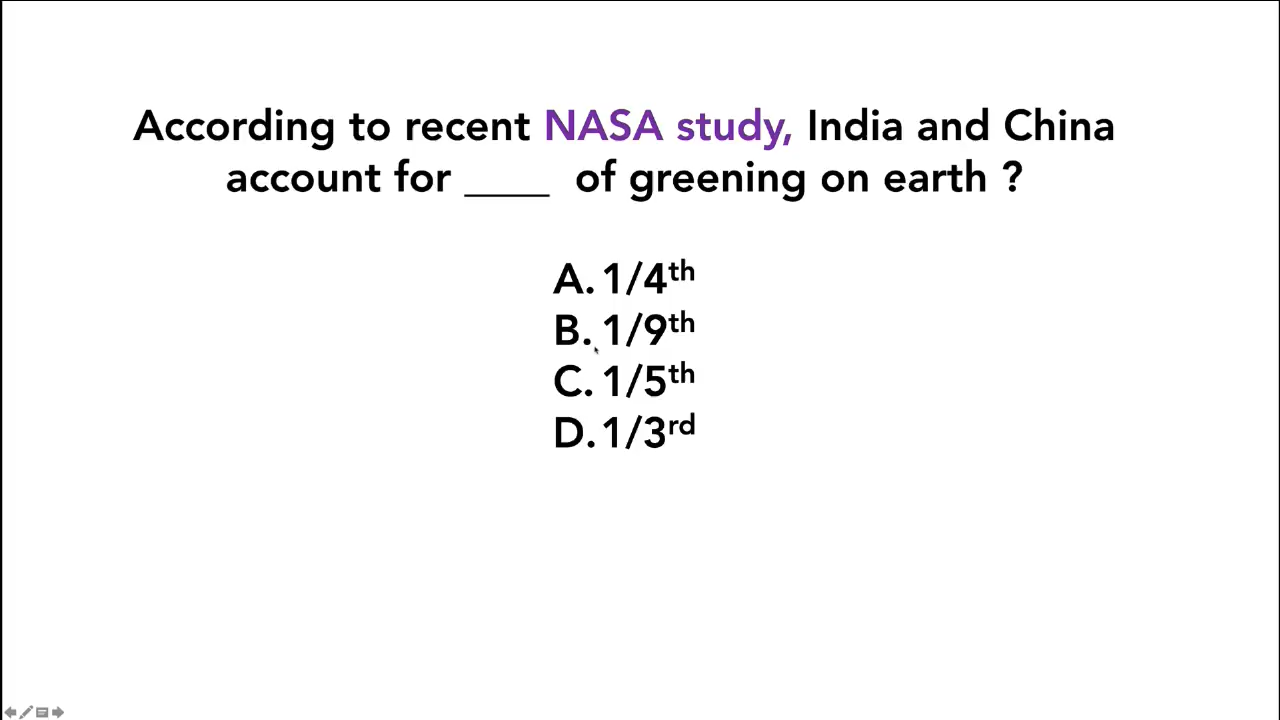 According to recent NASA study, India and China
account for ____ of greening on earth ?
A. 1/4th
B. 1/9th
C. 1/5th
D. 1/3rd